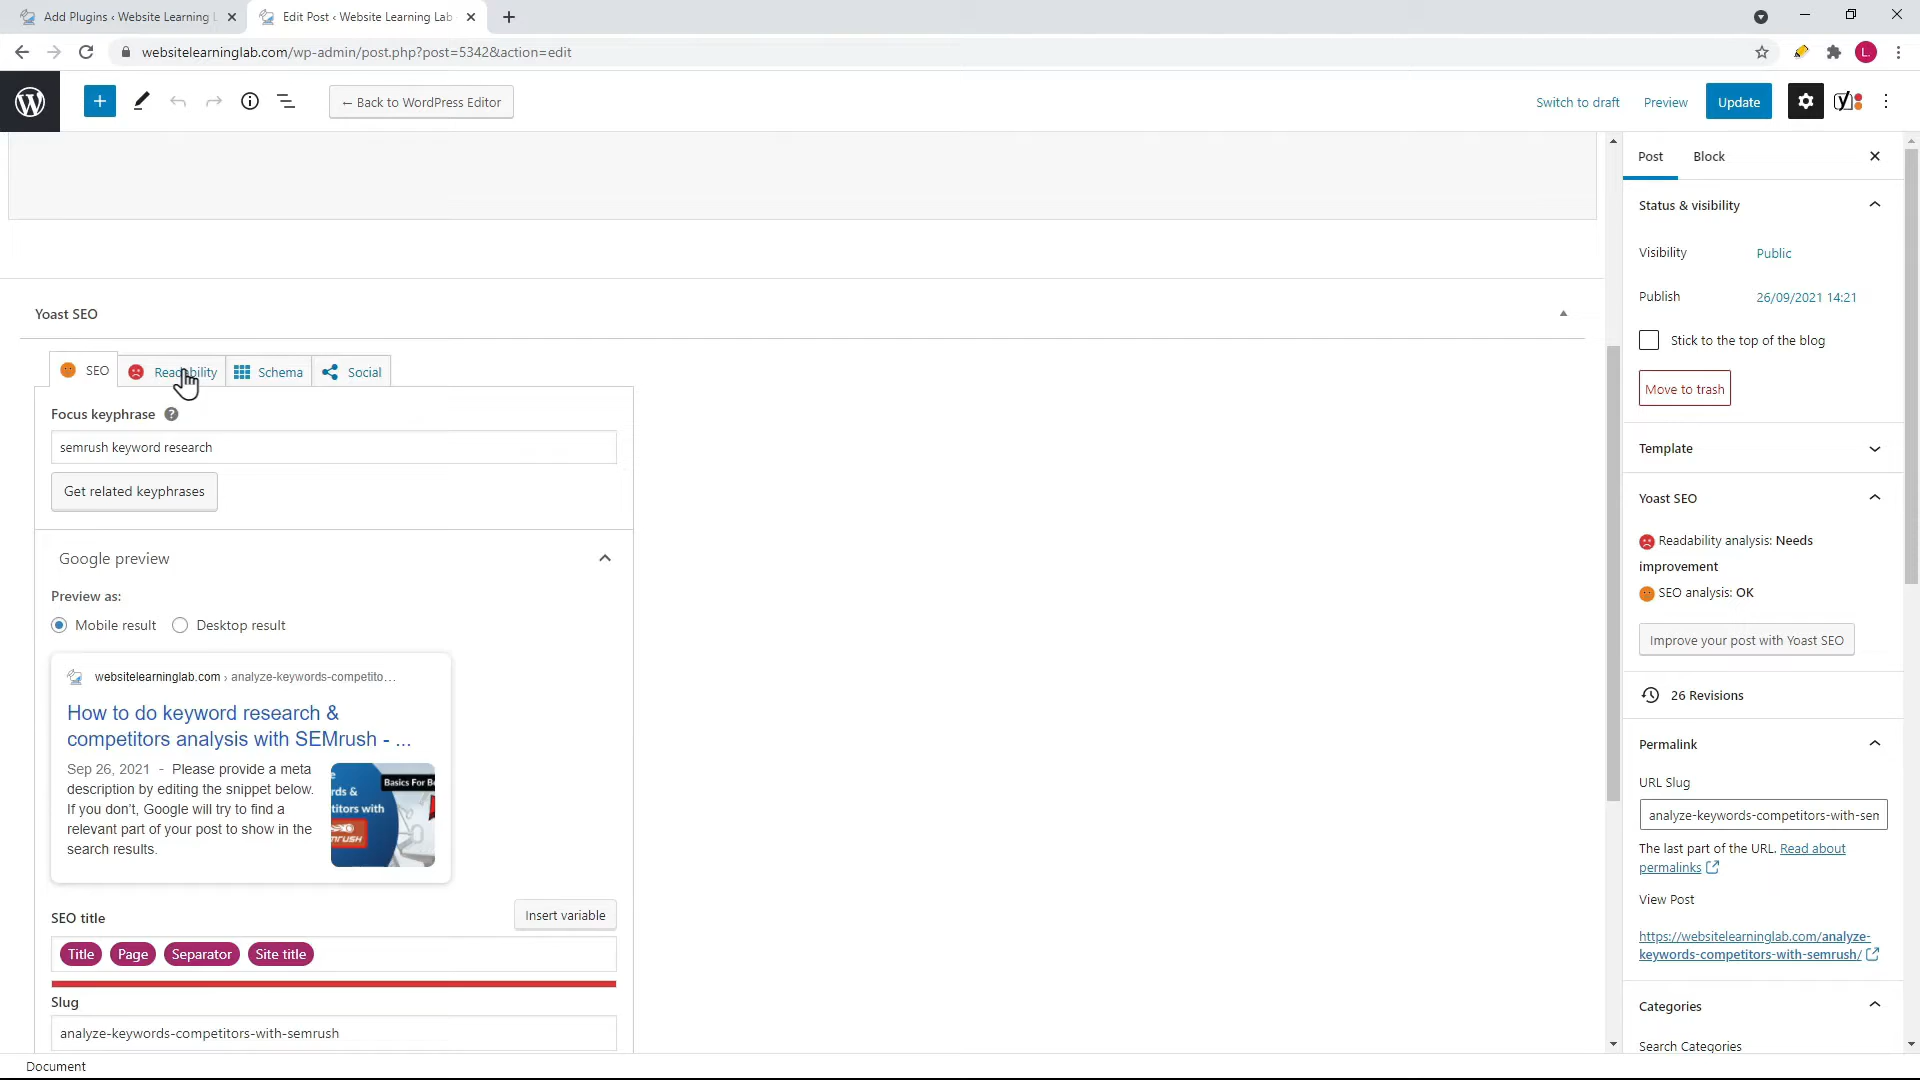 Add Plugins ‹ Website Learning L
Edit Post ‹ Website Learning Lab
websitelearninglab.com/wp-admin/post.php?post=5342&action=edit
L
← Back to WordPress Editor
Switch to draft
Preview
Update
Post
Block
Status & visibility
Visibility
Public
Publish
26/09/2021 14:21
Stick to the top of the blog
Move to trash
Template
Yoast SEO
Readability analysis: Needs
improvement
SEO analysis: OK
Improve your post with Yoast SEO
26 Revisions
Permalink
URL Slug
analyze-keywords-competitors-with-sem
The last part of the URL. Read about
permalinks
View Post
https://websitelearninglab.com/analyze-
keywords-competitors-with-semrush/
Categories
Search Categories
Yoast SEO
SEO
Readability
Schema
Social
Focus keyphrase
semrush keyword research
Get related keyphrases
Google preview
Preview as:
Mobile result
Desktop result
websitelearninglab.com › analyze-keywords-competito…
How to do keyword research &
competitors analysis with SEMrush - ...
Sep 26, 2021 - Please provide a meta
description by editing the snippet below.
If you don't, Google will try to find a
relevant part of your post to show in the
search results.
Basics For Be
rds &
titors with
mrush
SEO title
Insert variable
Title
Page
Separator
Site title
Slug
analyze-keywords-competitors-with-semrush
Document